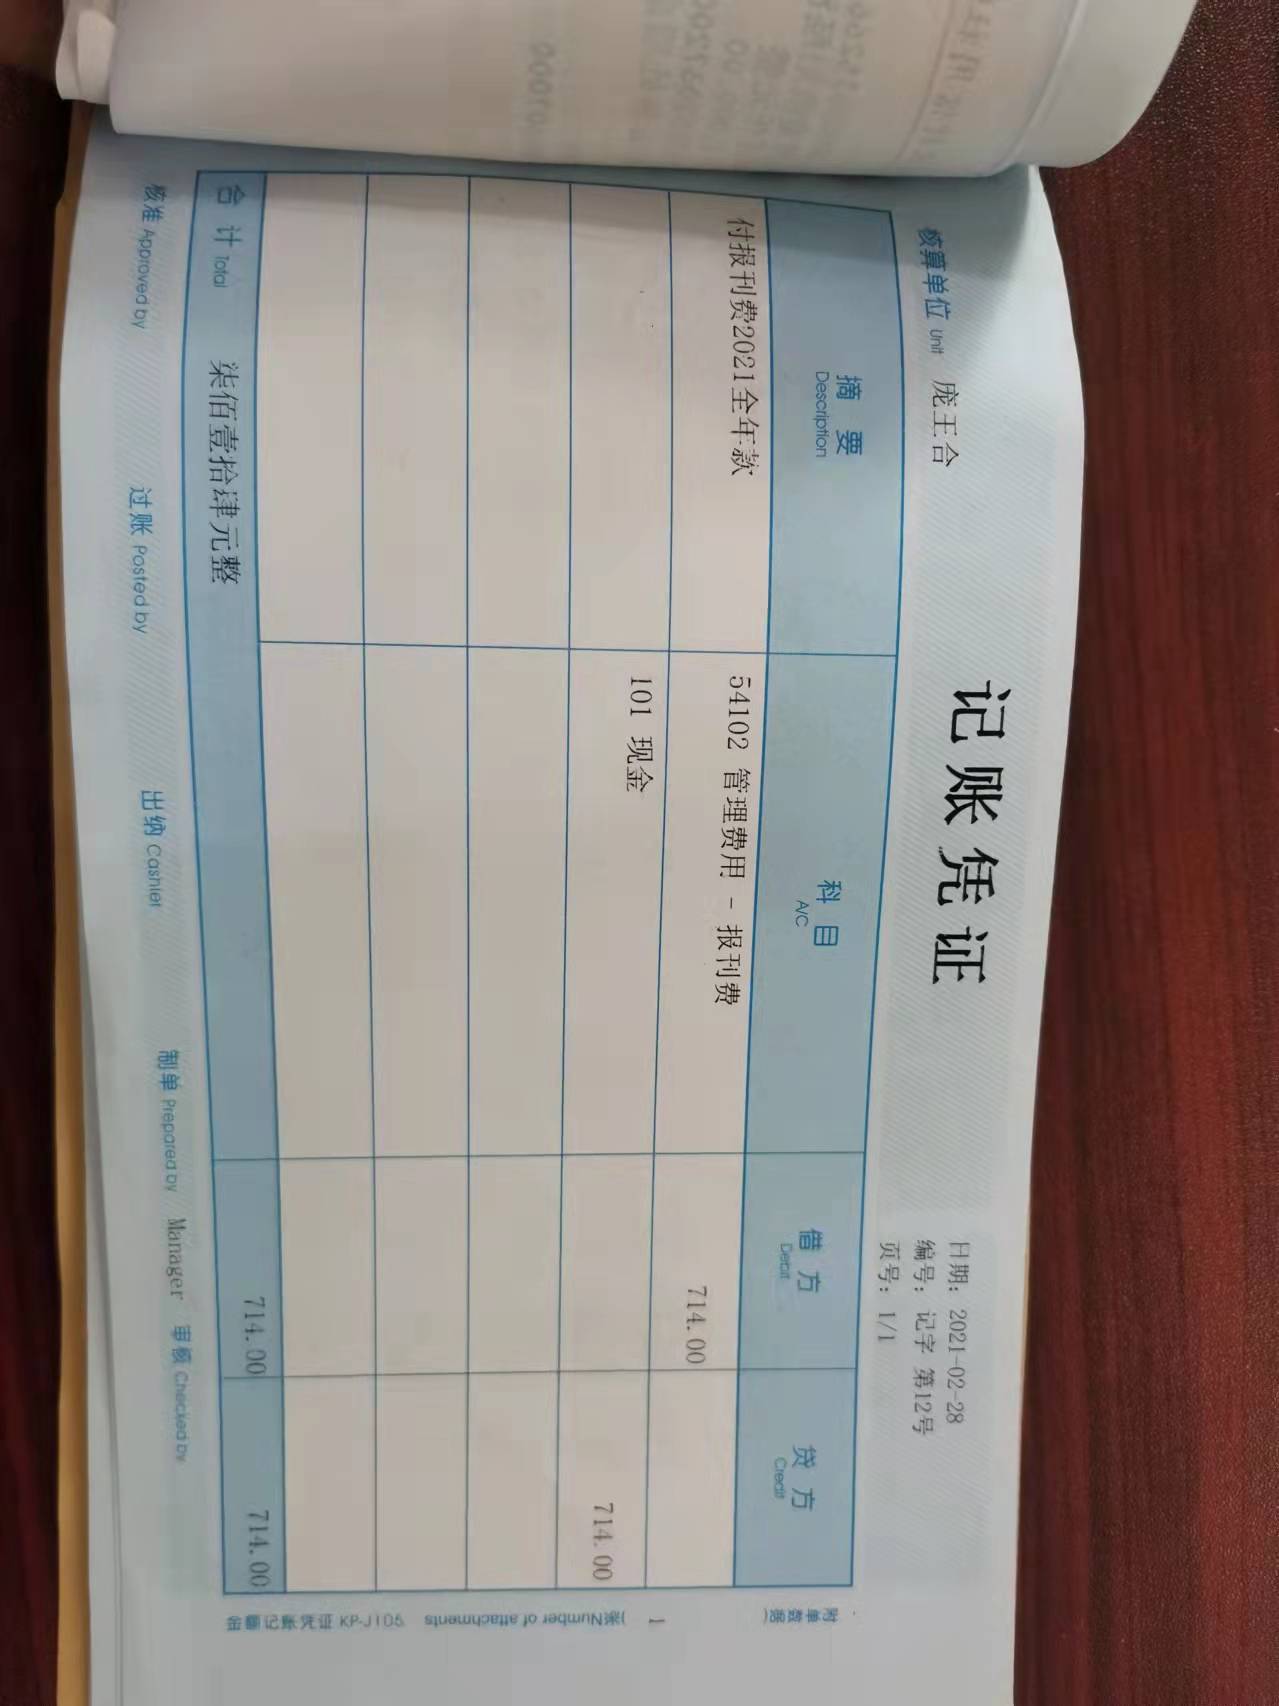 记账凭证
日期: 2021-02-28
编号: 记字 第12号
页号: 1/1
核算单位 Unit 庞王合
摘要 Description 科目 A/C 借方 Debit 贷方 Credit
付报刊费2021全年款 54102 管理费用 - 报刊费 714.00
101 现金 714.00
合计 Total 柒佰壹拾肆元整 714.00 714.00
核准 Approved by 过账 Posted by 出纳 Cashier 制单 Prepared by Manager 审核 Checked by
附单数据( 1 )张Number of attachments 记账凭证 KP-J105